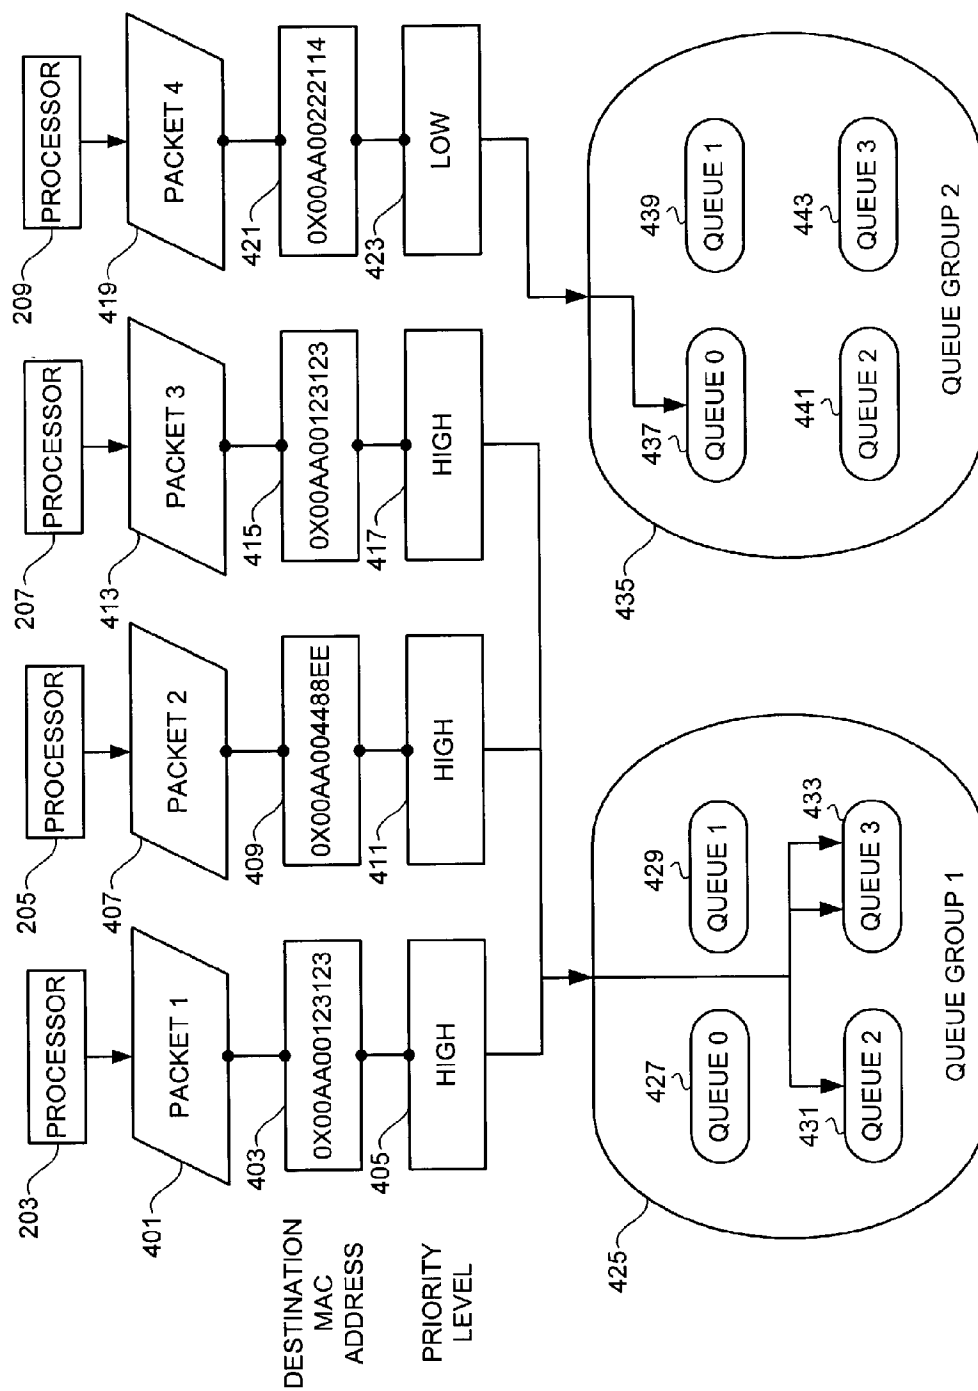 203
PROCESSOR
205
PROCESSOR
207
PROCESSOR
209
PROCESSOR
401
PACKET 1
407
PACKET 2
413
PACKET 3
419
PACKET 4
DESTINATION
MAC
ADDRESS
403
0X00AA00123123
409
0X00AA004488EE
415
0X00AA00123123
421
0X00AA00222114
PRIORITY
LEVEL
405
HIGH
411
HIGH
417
HIGH
423
LOW
425
427
QUEUE 0
429
QUEUE 1
431
QUEUE 2
433
QUEUE 3
QUEUE GROUP 1
435
437
QUEUE 0
439
QUEUE 1
441
QUEUE 2
443
QUEUE 3
QUEUE GROUP 2